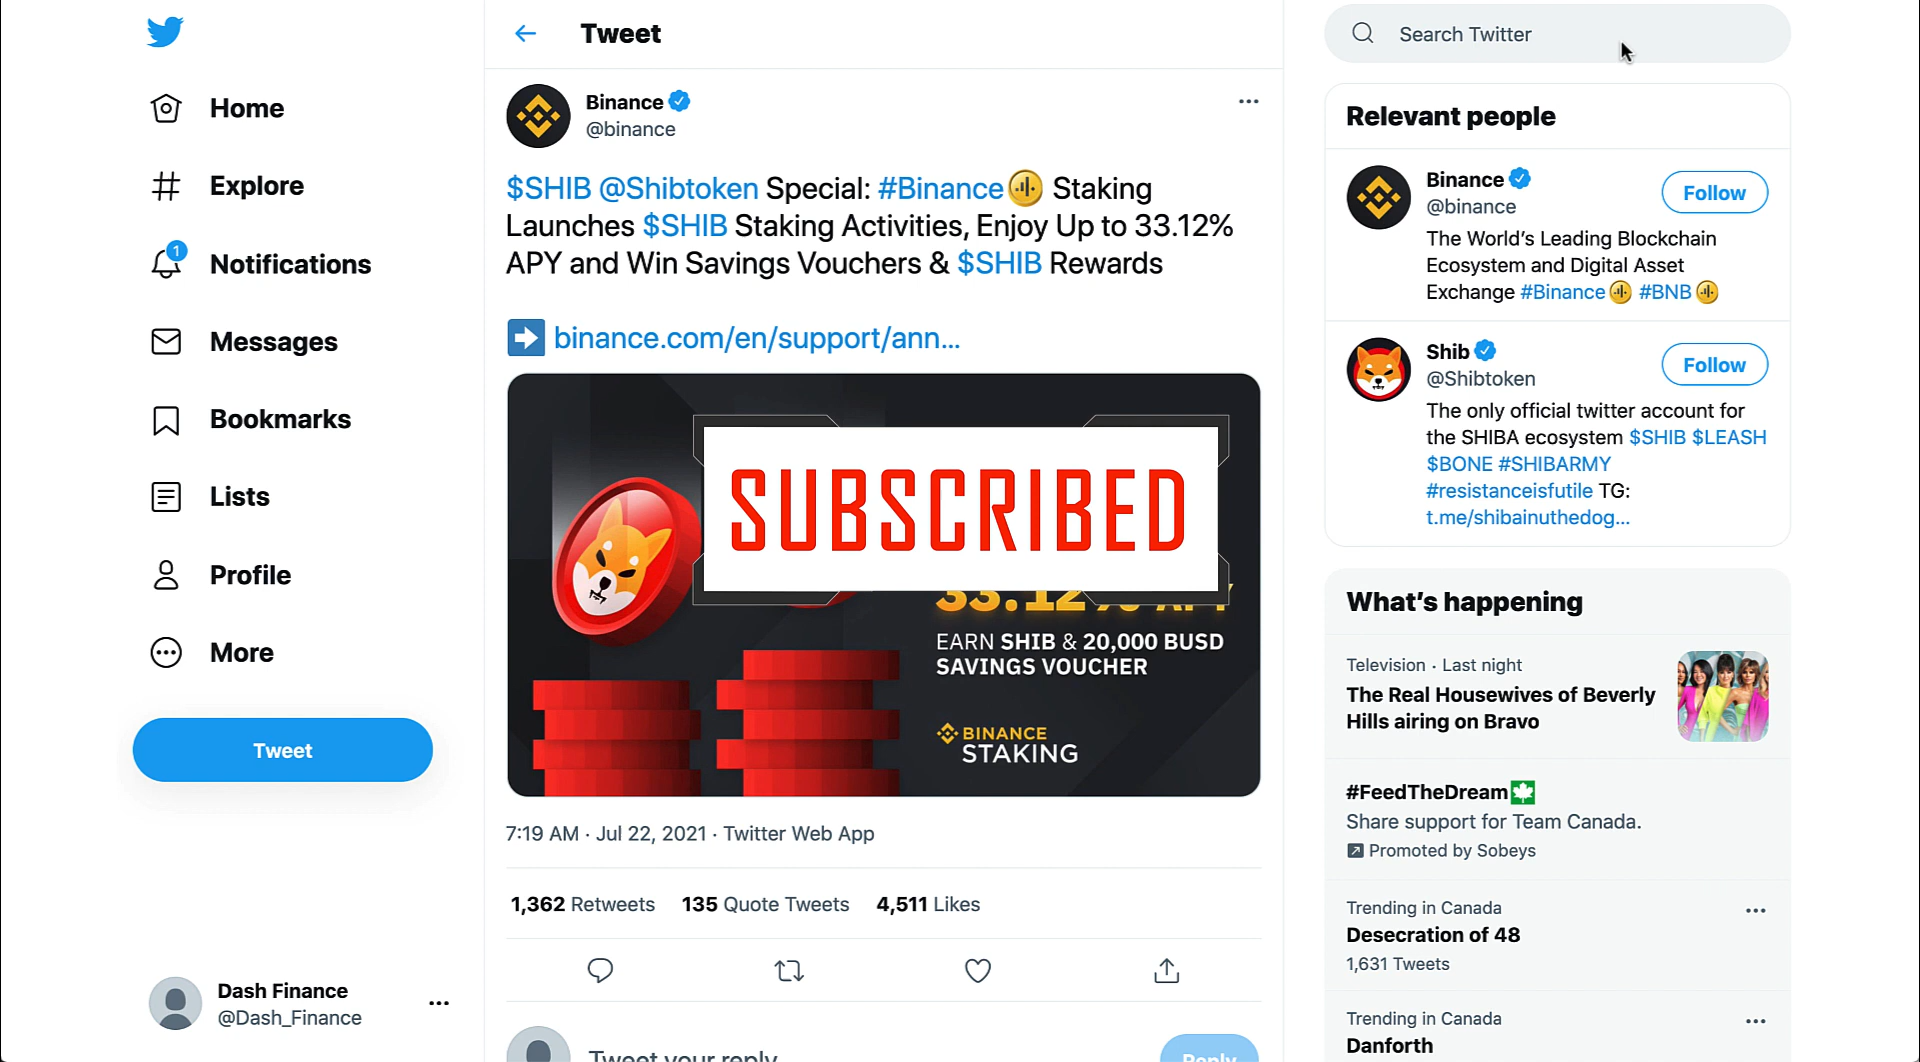 Home
Explore
1
Notifications
Messages
Bookmarks
Lists
Profile
More
Tweet
Dash Finance
@Dash_Finance
Tweet
Binance
@binance
$SHIB @Shibtoken Special: #Binance Staking
Launches $SHIB Staking Activities, Enjoy Up to 33.12%
APY and Win Savings Vouchers & $SHIB Rewards
binance.com/en/support/ann...
SUBSCRIBED
33.12% APY
EARN SHIB & 20,000 BUSD
SAVINGS VOUCHER
BINANCE
STAKING
7:19 AM · Jul 22, 2021 · Twitter Web App
1,362 Retweets 135 Quote Tweets 4,511 Likes
Tweet your reply
Reply
Search Twitter
Relevant people
Binance
@binance
Follow
The World's Leading Blockchain
Ecosystem and Digital Asset
Exchange #Binance #BNB
Shib
@Shibtoken
Follow
The only official twitter account for
the SHIBA ecosystem $SHIB $LEASH
$BONE #SHIBARMY
#resistanceisfutile TG:
t.me/shibainuthedog...
What's happening
Television · Last night
The Real Housewives of Beverly
Hills airing on Bravo
#FeedTheDream
Share support for Team Canada.
Promoted by Sobeys
Trending in Canada
Desecration of 48
1,631 Tweets
Trending in Canada
Danforth